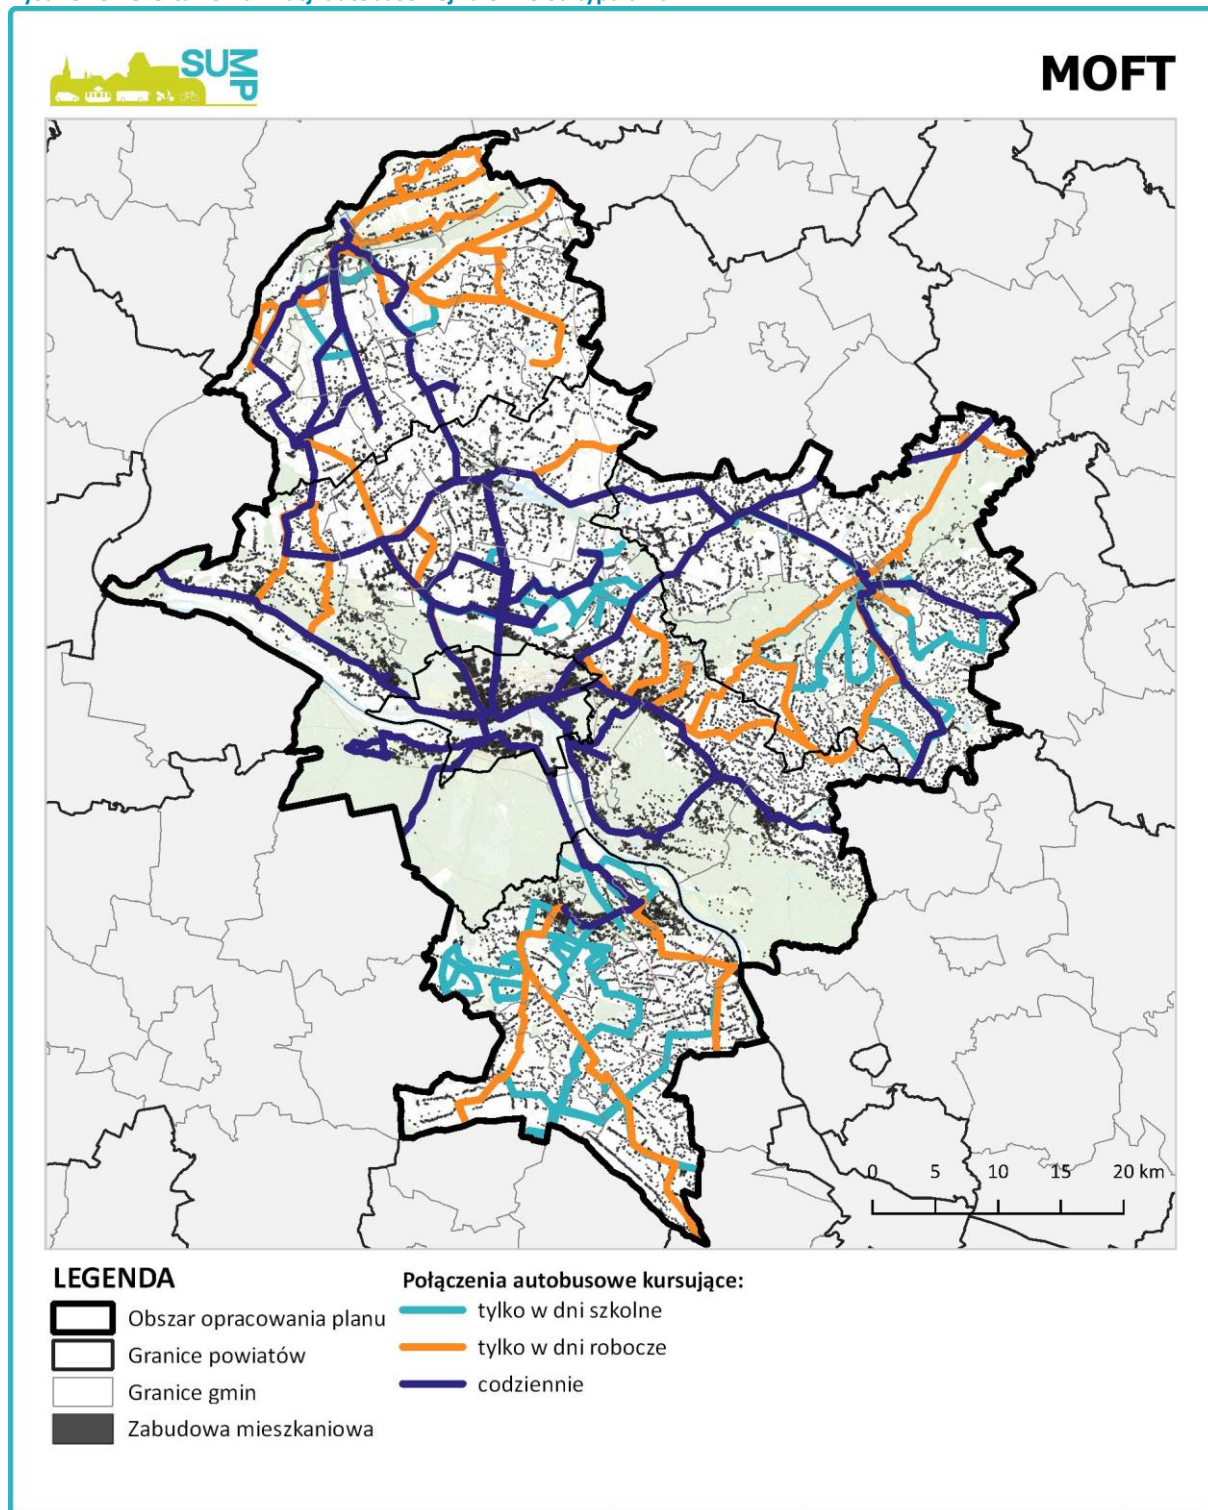 SUMP
MOFT
0 5 10 15 20 km
LEGENDA
Obszar opracowania planu
Granice powiatów
Granice gmin
Zabudowa mieszkaniowa
Połączenia autobusowe kursujące:
tylko w dni szkolne
tylko w dni robocze
codziennie